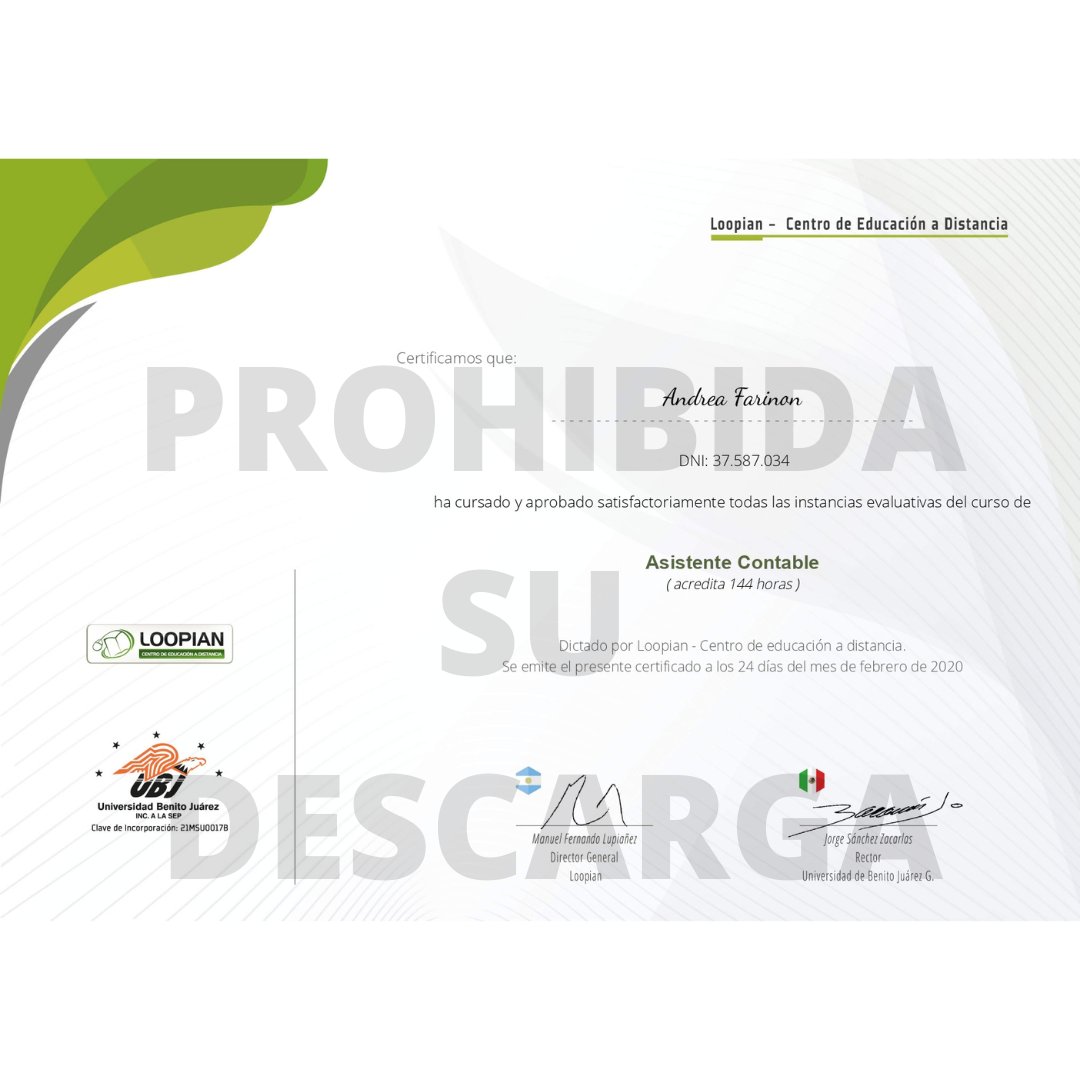 Loopian - Centro de Educación a Distancia
Certificamos que:
PROHIBIDA
Andrea Farinon
DNI: 37.587.034
ha cursado y aprobado satisfactoriamente todas las instancias evaluativas del curso de
Asistente Contable
( acredita 144 horas )
SU
Dictado por Loopian - Centro de educación a distancia.
Se emite el presente certificado a los 24 días del mes de febrero de 2020
LOOPIAN
CENTRO DE EDUCACIÓN A DISTANCIA
UBJ
Universidad Benito Juárez
INC. A LA SEP
Clave de Incorporación: 21MSU0017B
DESCARGA
Manuel Fernando Lupiañez
Director General
Loopian
Jorge Sánchez Zacarías
Rector
Universidad de Benito Juárez G.